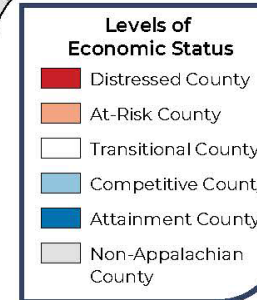 Levels of
Economic Status
Distressed County
At-Risk County
Transitional County
Competitive Count
Attainment County
Non-Appalachian
County